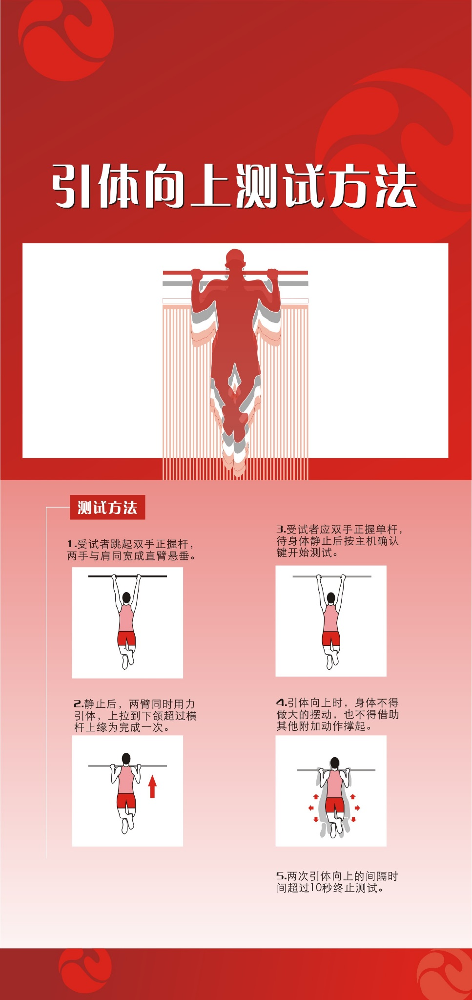 引体向上测试方法
测试方法
1.受试者跳起双手正握杆，
两手与肩同宽成直臂悬垂。
2.静止后，两臂同时用力
引体，上拉到下颌超过横
杆上缘为完成一次。
3.受试者应双手正握单杆，
待身体静止后按主机确认
键开始测试。
4.引体向上时，身体不得
做大的摆动，也不得借助
其他附加动作撑起。
5.两次引体向上的间隔时
间超过10秒终止测试。